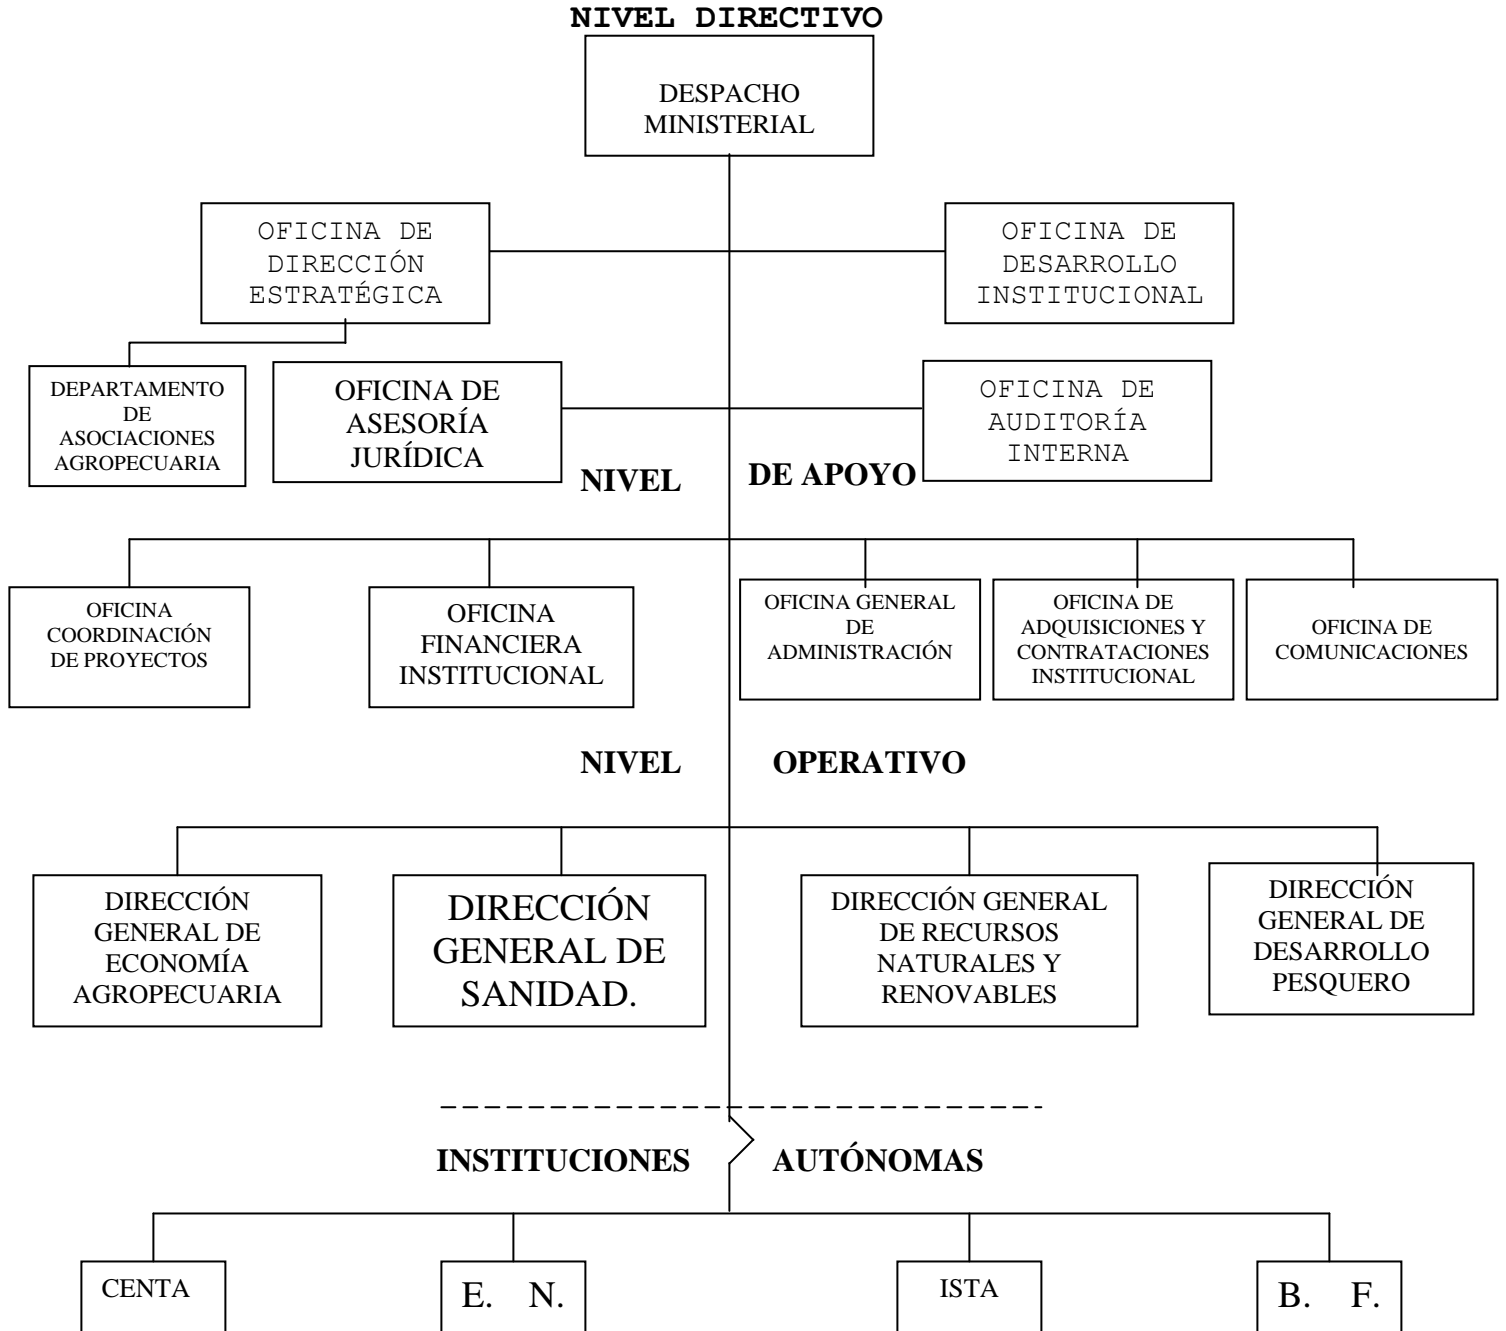 NIVEL DIRECTIVO
DESPACHO
MINISTERIAL
OFICINA DE
DIRECCIÓN
ESTRATÉGICA
OFICINA DE
DESARROLLO
INSTITUCIONAL
DEPARTAMENTO
DE
ASOCIACIONES
AGROPECUARIA
OFICINA DE
ASESORÍA
JURÍDICA
OFICINA DE
AUDITORÍA
INTERNA
NIVEL DE APOYO
OFICINA
COORDINACIÓN
DE PROYECTOS
OFICINA
FINANCIERA
INSTITUCIONAL
OFICINA GENERAL
DE
ADMINISTRACIÓN
OFICINA DE
ADQUISICIONES Y
CONTRATACIONES
INSTITUCIONAL
OFICINA DE
COMUNICACIONES
NIVEL OPERATIVO
DIRECCIÓN
GENERAL DE
ECONOMÍA
AGROPECUARIA
DIRECCIÓN
GENERAL DE
SANIDAD.
DIRECCIÓN GENERAL
DE RECURSOS
NATURALES Y
RENOVABLES
DIRECCIÓN
GENERAL DE
DESARROLLO
PESQUERO
INSTITUCIONES AUTÓNOMAS
CENTA
E. N.
ISTA
B. F.